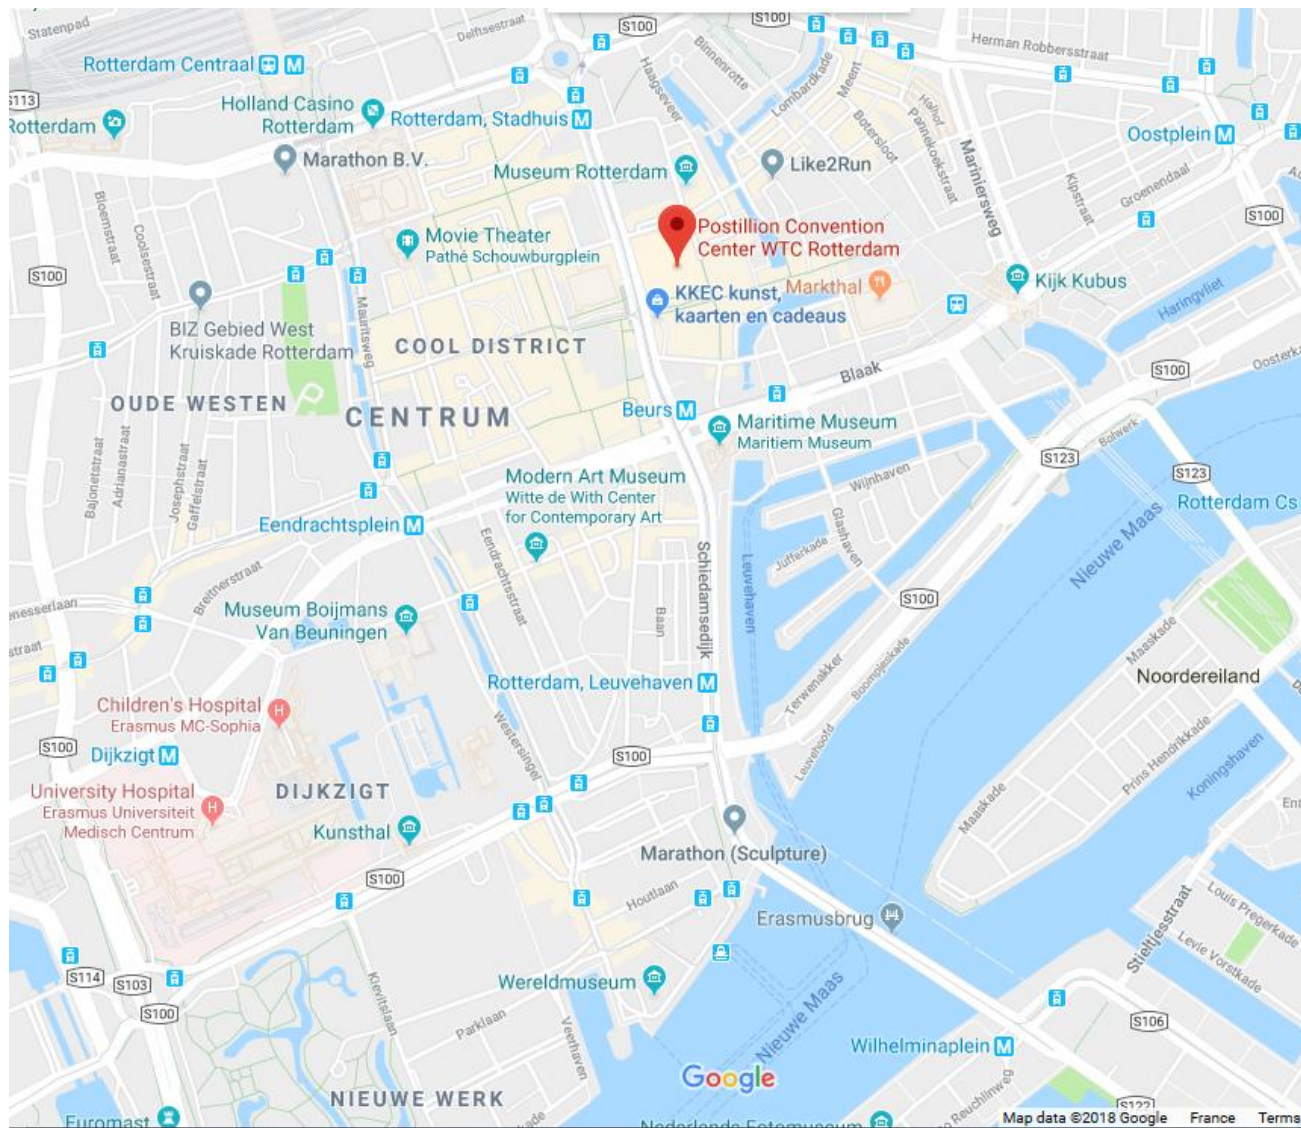 Statenpad
Delftsestraat
S100
S100
Herman Robbersstraat
Binnenrotte
Haagseveer
Lombardkade
Meent
Rotterdam Centraal
S113
Holland Casino
Rotterdam
Rotterdam, Stadhuis
Rotterdam
Botersloot
Halhof
Pannekoekstraat
Mariniersweg
Oostplein
Marathon B.V.
Museum Rotterdam
Like2Run
Kipstraat
Groenendaal
S100
Bloemstraat
Coolsestraat
Movie Theater
Pathé Schouwburgplein
Postillion Convention
Center WTC Rotterdam
S100
Markthal
Kijk Kubus
Haringvliet
KKEC kunst,
kaarten en cadeaus
BIZ Gebied West
Kruiskade Rotterdam
Mauritsweg
COOL DISTRICT
Blaak
S100
OUDE WESTEN
CENTRUM
Beurs
Maritime Museum
Maritiem Museum
Bolwerk
S123
S123
Bajonetstraat
Adrianastraat
Josephstraat
Gaffelstraat
Modern Art Museum
Witte de With Center
for Contemporary Art
Wijnhaven
Rotterdam Cs
Eendrachtsplein
Eendrachtsstraat
Glashaven
Jufferkade
Nieuwe Maas
Schiedamsedijk
Leuvehaven
Breitnerstraat
S100
Museum Boijmans
Van Beuningen
Baan
Maaskade
Noordereiland
Boompjeskade
Terwenakker
Rotterdam, Leuvehaven
Children's Hospital
Erasmus MC-Sophia
Westersingel
S100
Dijkzigt
S100
Leuvehoofd
Prins Hendrikkade
Koningshaven
University Hospital
Erasmus Universiteit
Medisch Centrum
DIJKZIGT
Kunsthal
Maaskade
Marathon (Sculpture)
S100
Houtlaan
Erasmusbrug
Louis Pregerkade
Stieltjesstraat
Levie Vorstkade
Wereldmuseum
S114
S103
S100
Kievitslaan
Parklaan
Veerhaven
Nieuwe Maas
S106
Wilhelminaplein
Google
NIEUWE WERK
Euromast
S122
Map data ©2018 Google France Terms